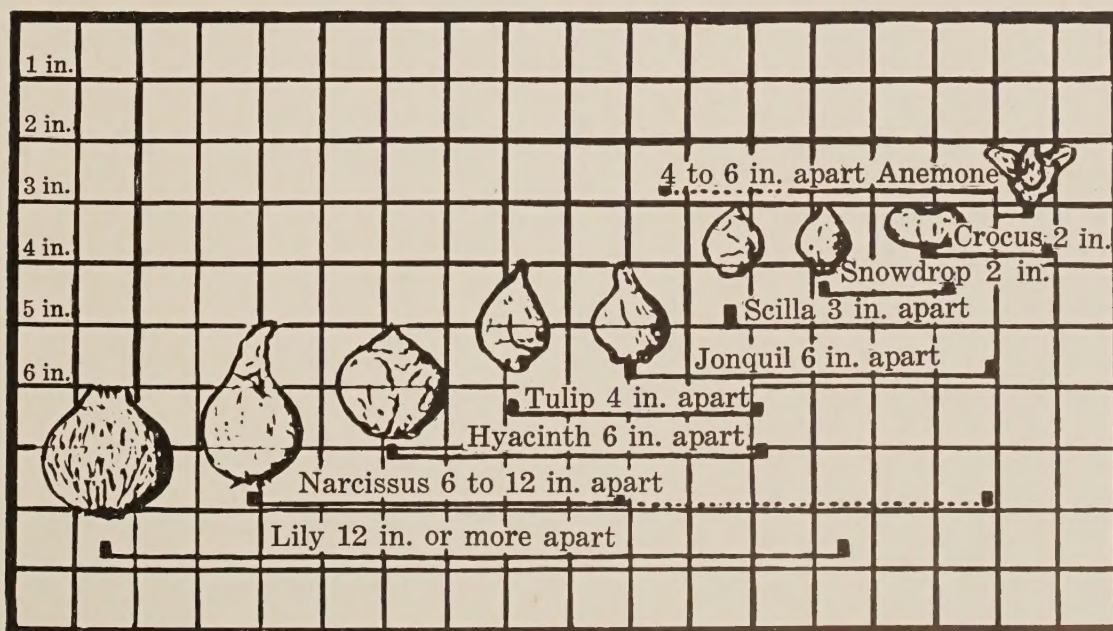 1 in.
2 in.
3 in.
4 to 6 in. apart Anemone
4 in.
Crocus 2 in.
Snowdrop 2 in.
5 in.
Scilla 3 in. apart
6 in.
Jonquil 6 in. apart
Tulip 4 in. apart
Hyacinth 6 in. apart
Narcissus 6 to 12 in. apart
Lily 12 in. or more apart